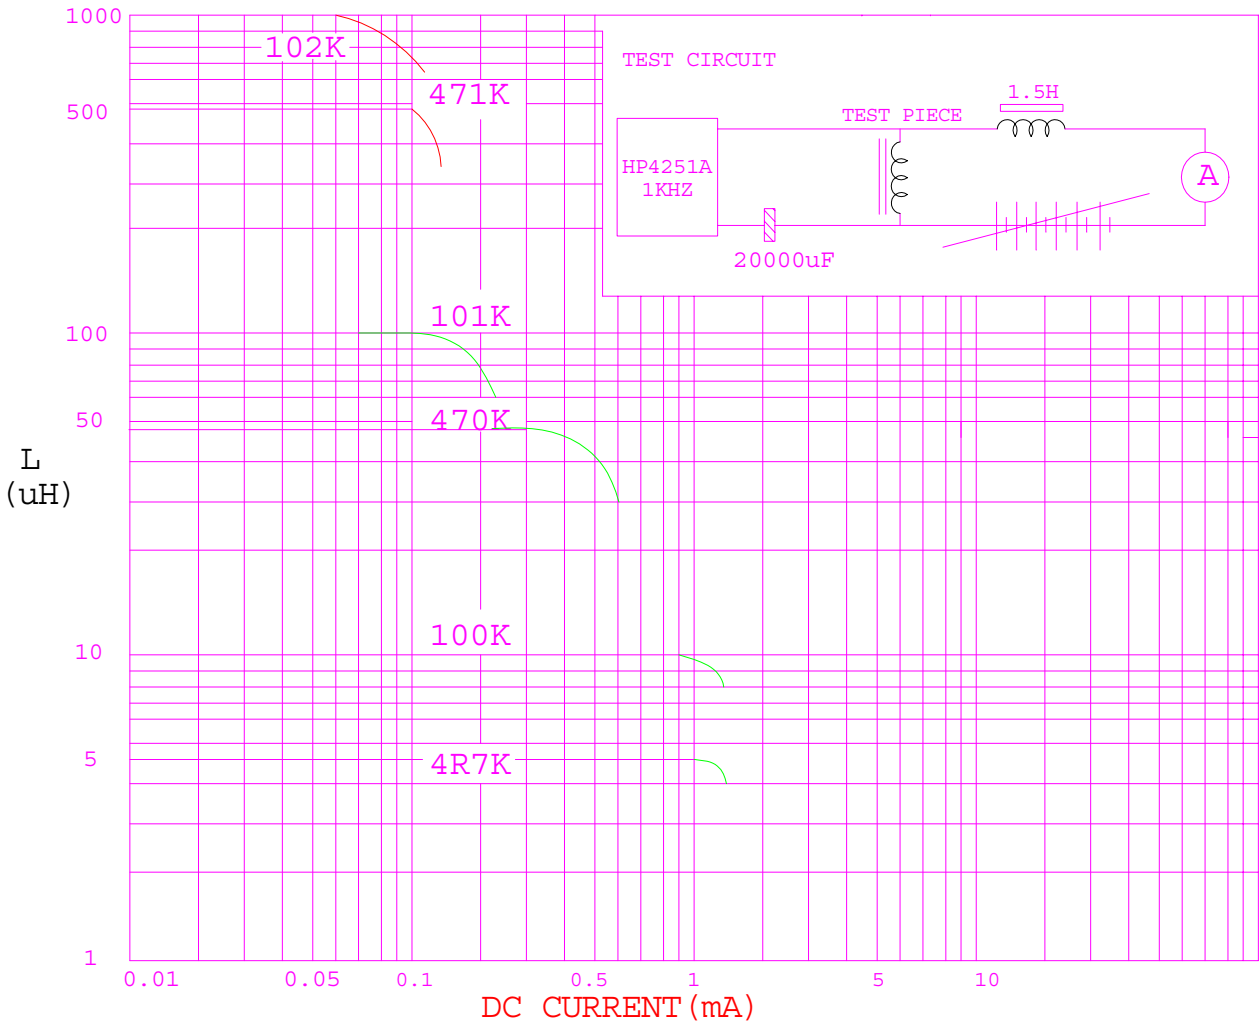 1000
102K
TEST CIRCUIT
471K
1.5H
500
TEST PIECE
HP4251A
1KHZ
A
20000uF
101K
100
470K
50
L
(uH)
100K
10
4R7K
5
1
0.01
0.05
0.1
0.5
1
5
10
DC CURRENT(mA)